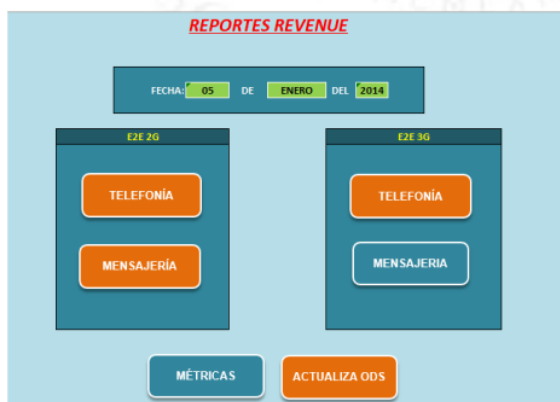 REPORTES REVENUE
FECHA: 05 DE ENERO DEL 2014
E2E 2G
TELEFONÍA
MENSAJERÍA
E2E 3G
TELEFONÍA
MENSAJERIA
MÉTRICAS
ACTUALIZA ODS